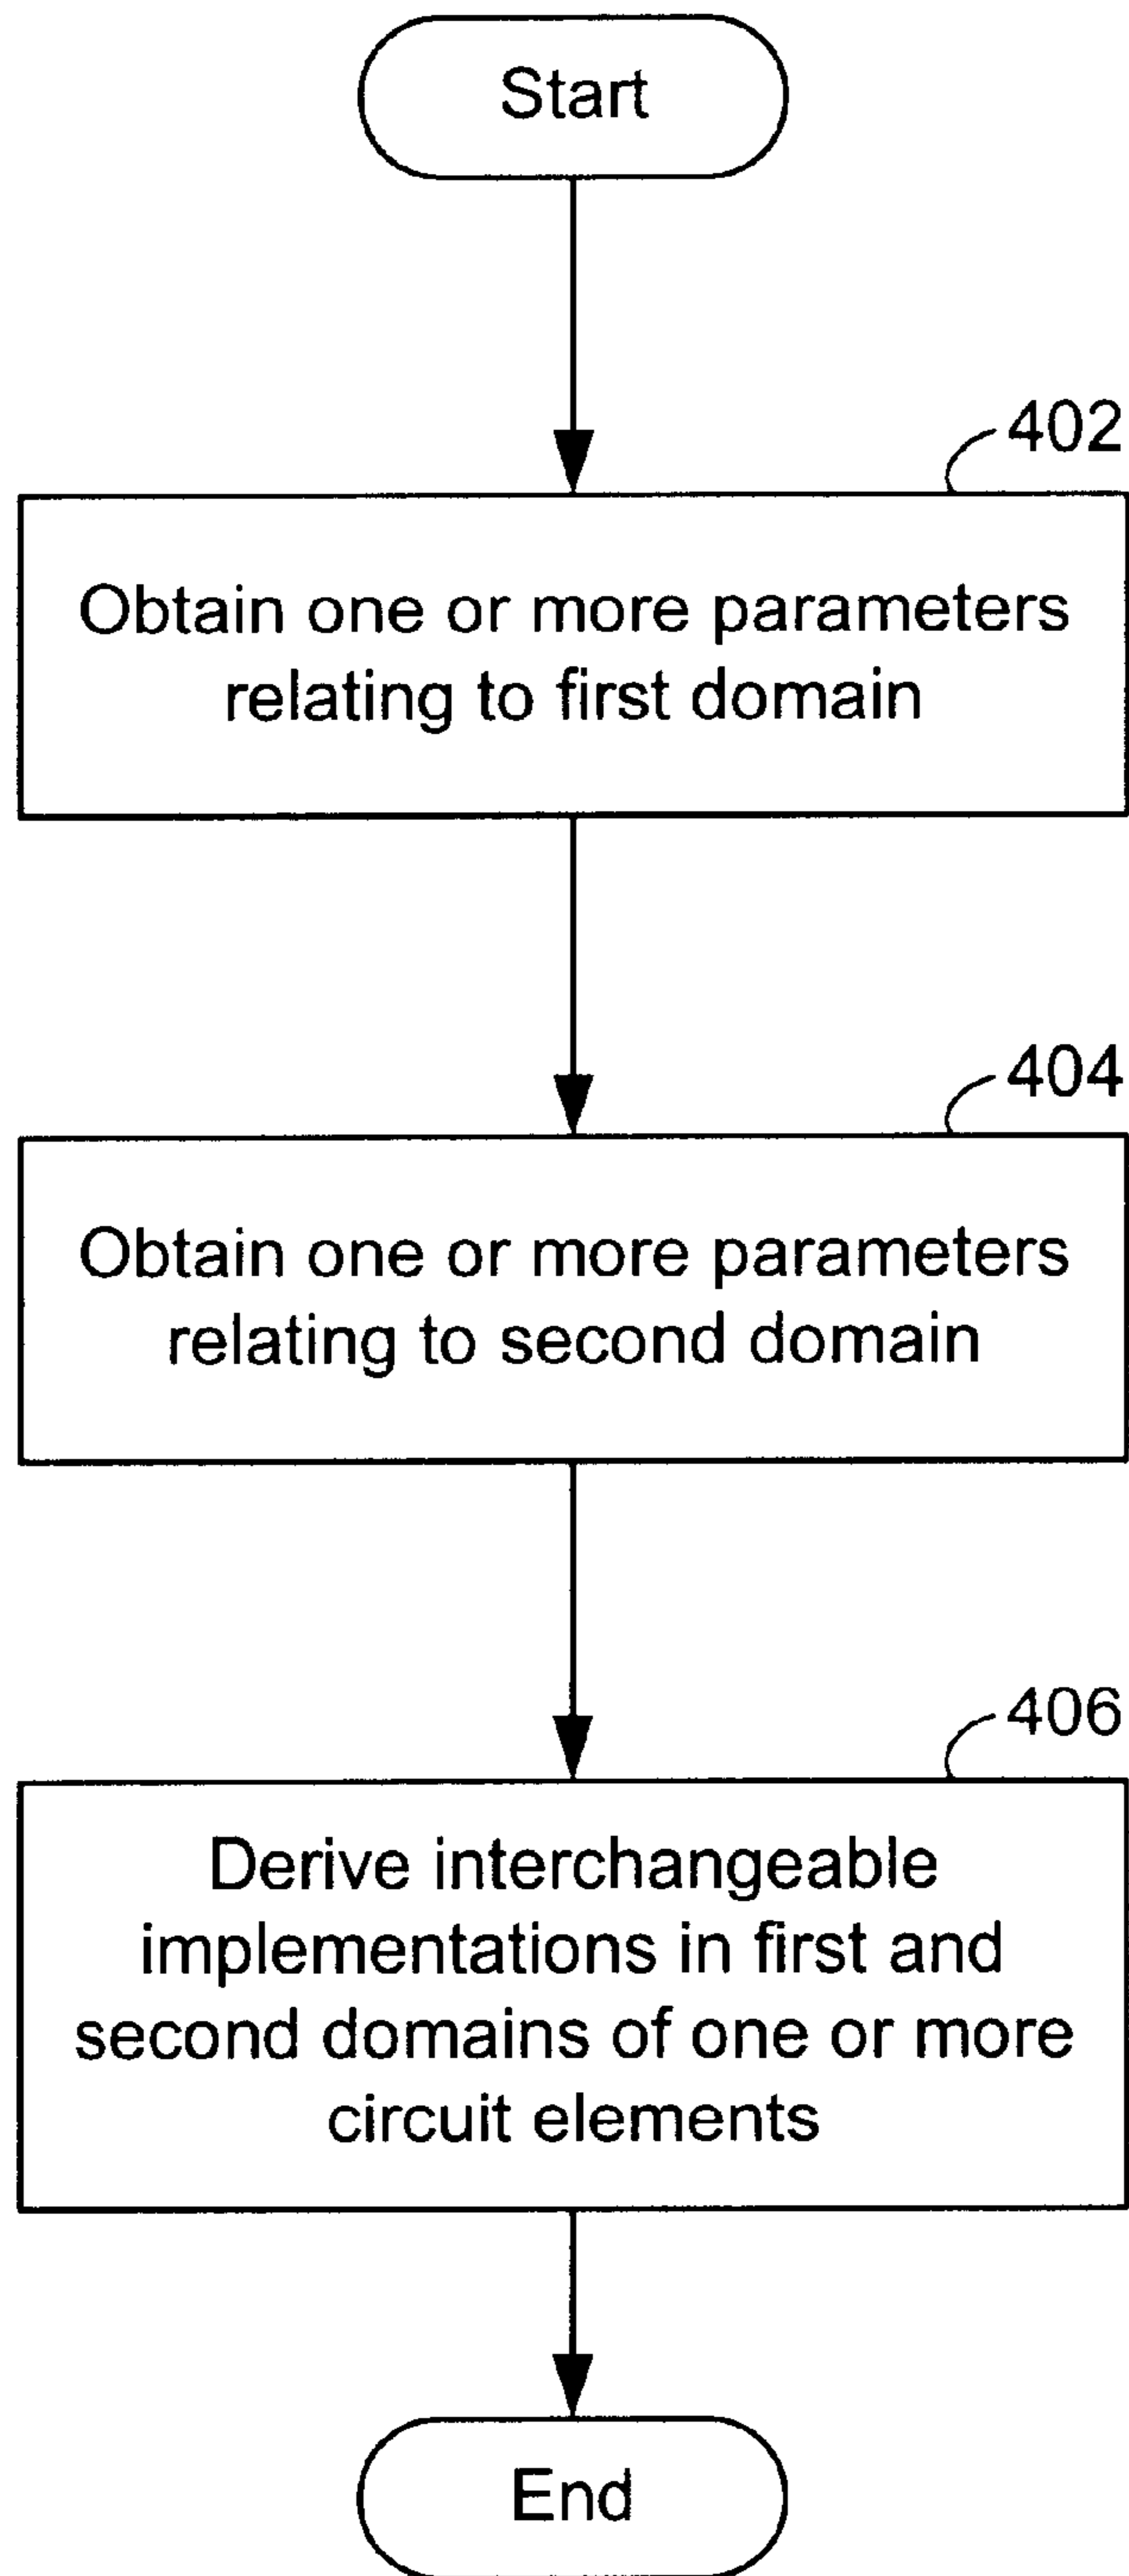 Start
402
Obtain one or more parameters
relating to first domain
404
Obtain one or more parameters
relating to second domain
406
Derive interchangeable
implementations in first and
second domains of one or more
circuit elements
End